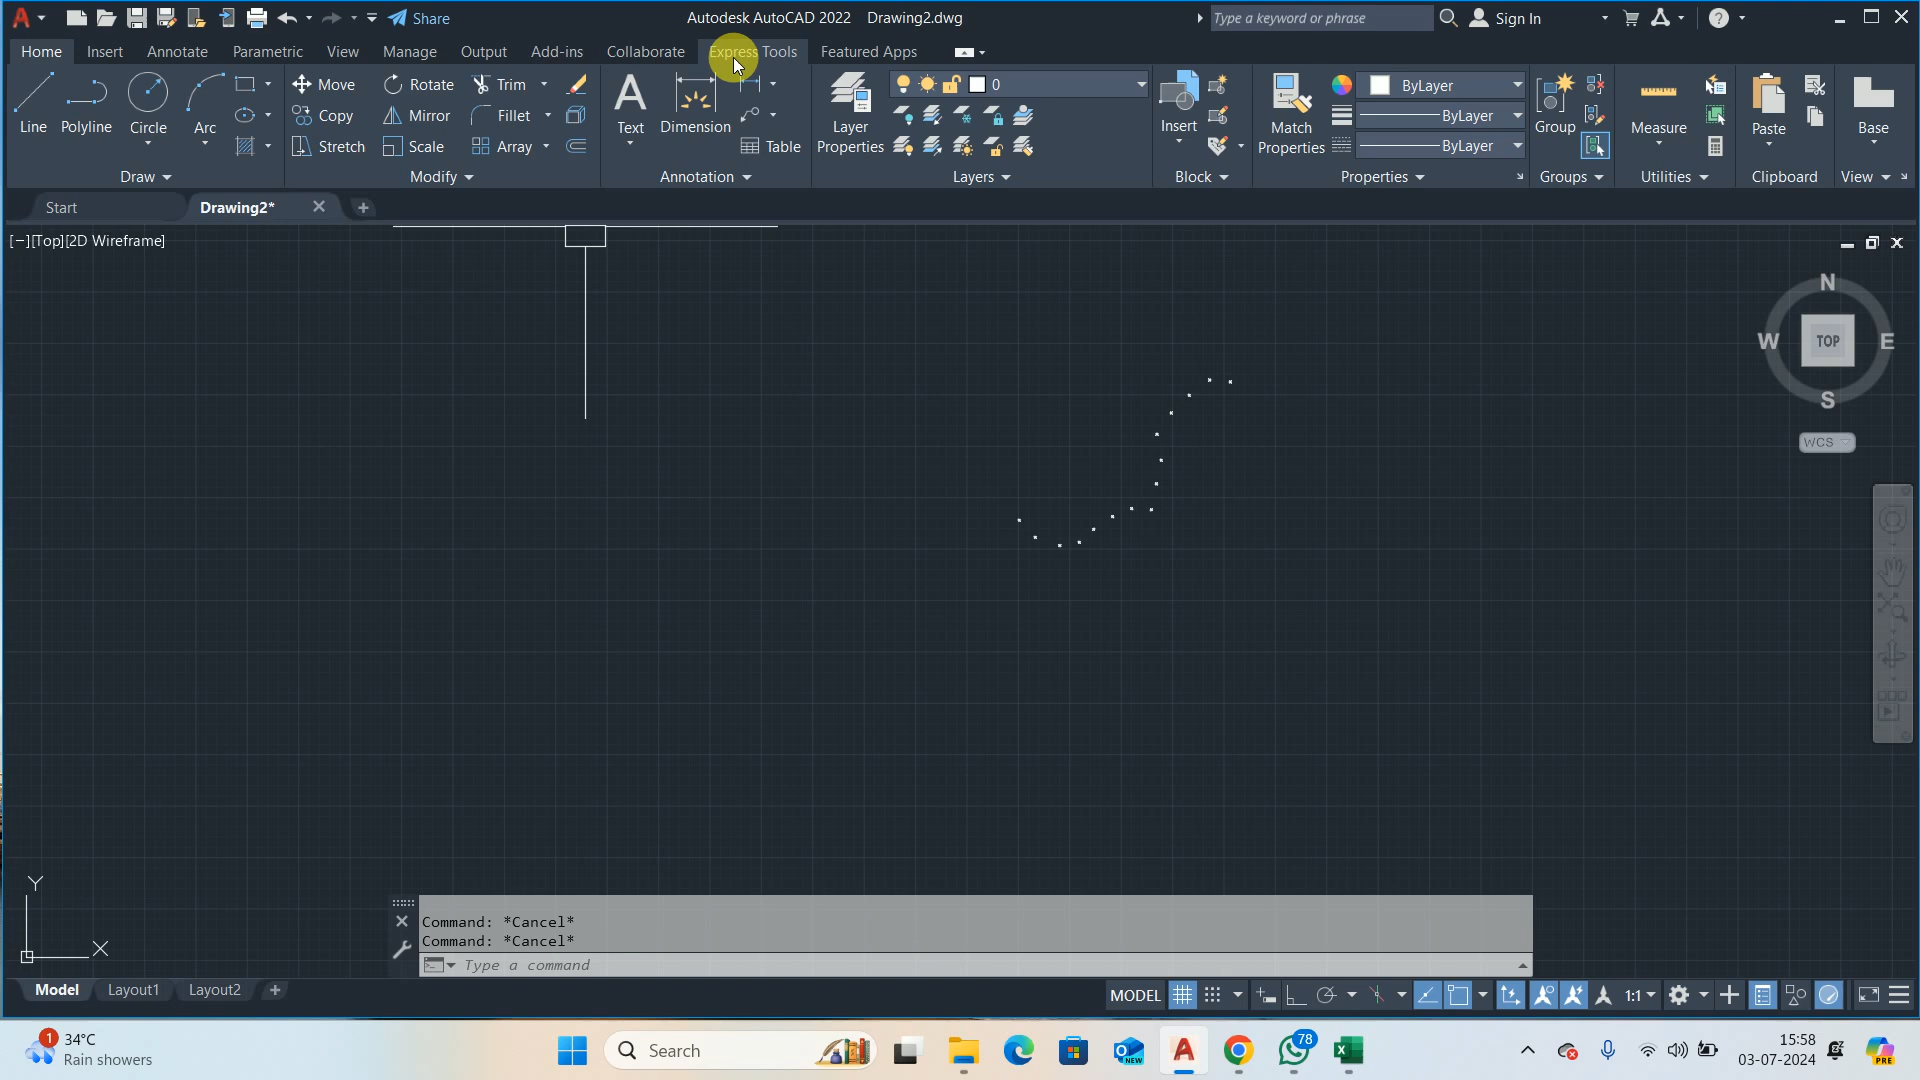 Share
Autodesk AutoCAD 2022 Drawing2.dwg
Type a keyword or phrase
Sign In
Home Insert Annotate Parametric View Manage Output Add-ins Collaborate Express Tools Featured Apps
Line
Polyline
Circle
Arc
Draw
Move Rotate Trim
Copy Mirror Fillet
Stretch Scale Array
Modify
Text
Dimension
Table
Annotation
Layer
Properties
0
Layers
Insert
Block
Match
Properties
ByLayer
ByLayer
ByLayer
Properties
Group
Groups
Measure
Utilities
Paste
Clipboard
Base
View
Start
Drawing2*
[−][Top][2D Wireframe]
N
W TOP E
S
WCS
Y
X
Command: *Cancel*
Command: *Cancel*
Type a command
Model Layout1 Layout2
MODEL
1:1
1
34°C
Rain showers
Search
NEW
78
15:58
03-07-2024
PRE